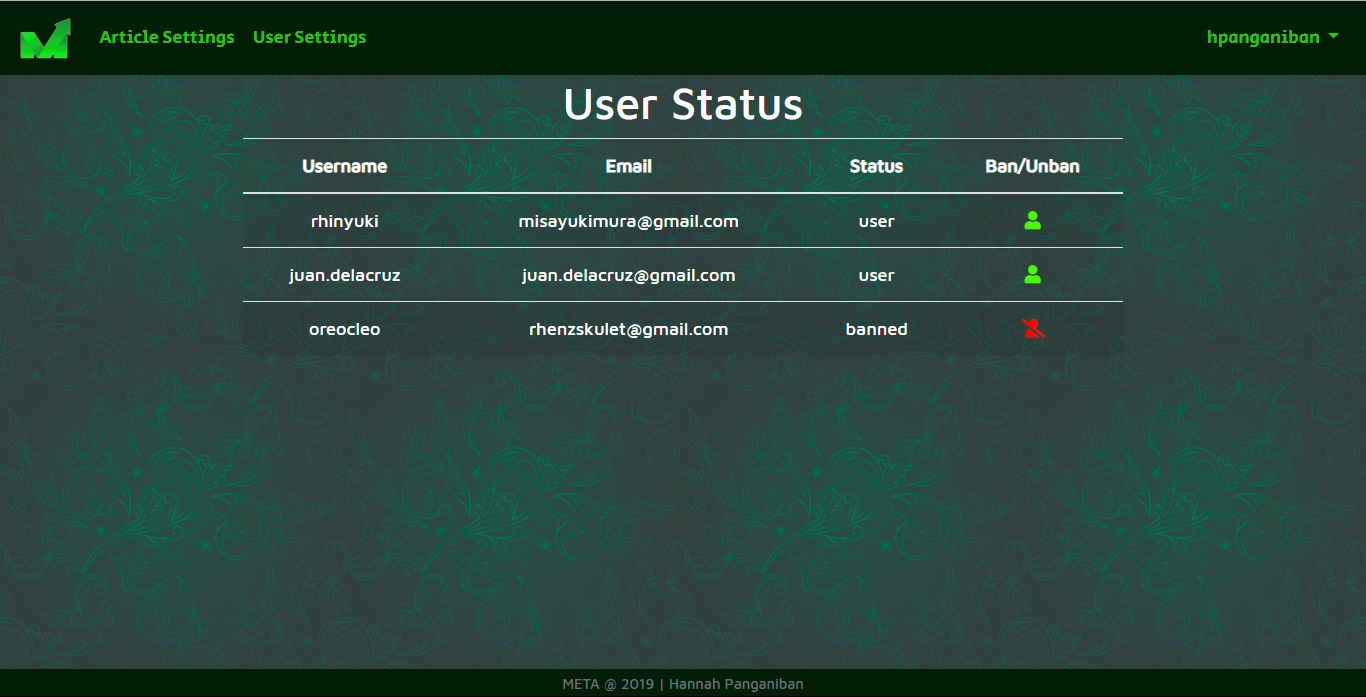 Article Settings User Settings hpanganiban
User Status
Username Email Status Ban/Unban
rhinyuki misayukimura@gmail.com user
juan.delacruz juan.delacruz@gmail.com user
oreocleo rhenzskulet@gmail.com banned
META @ 2019 | Hannah Panganiban